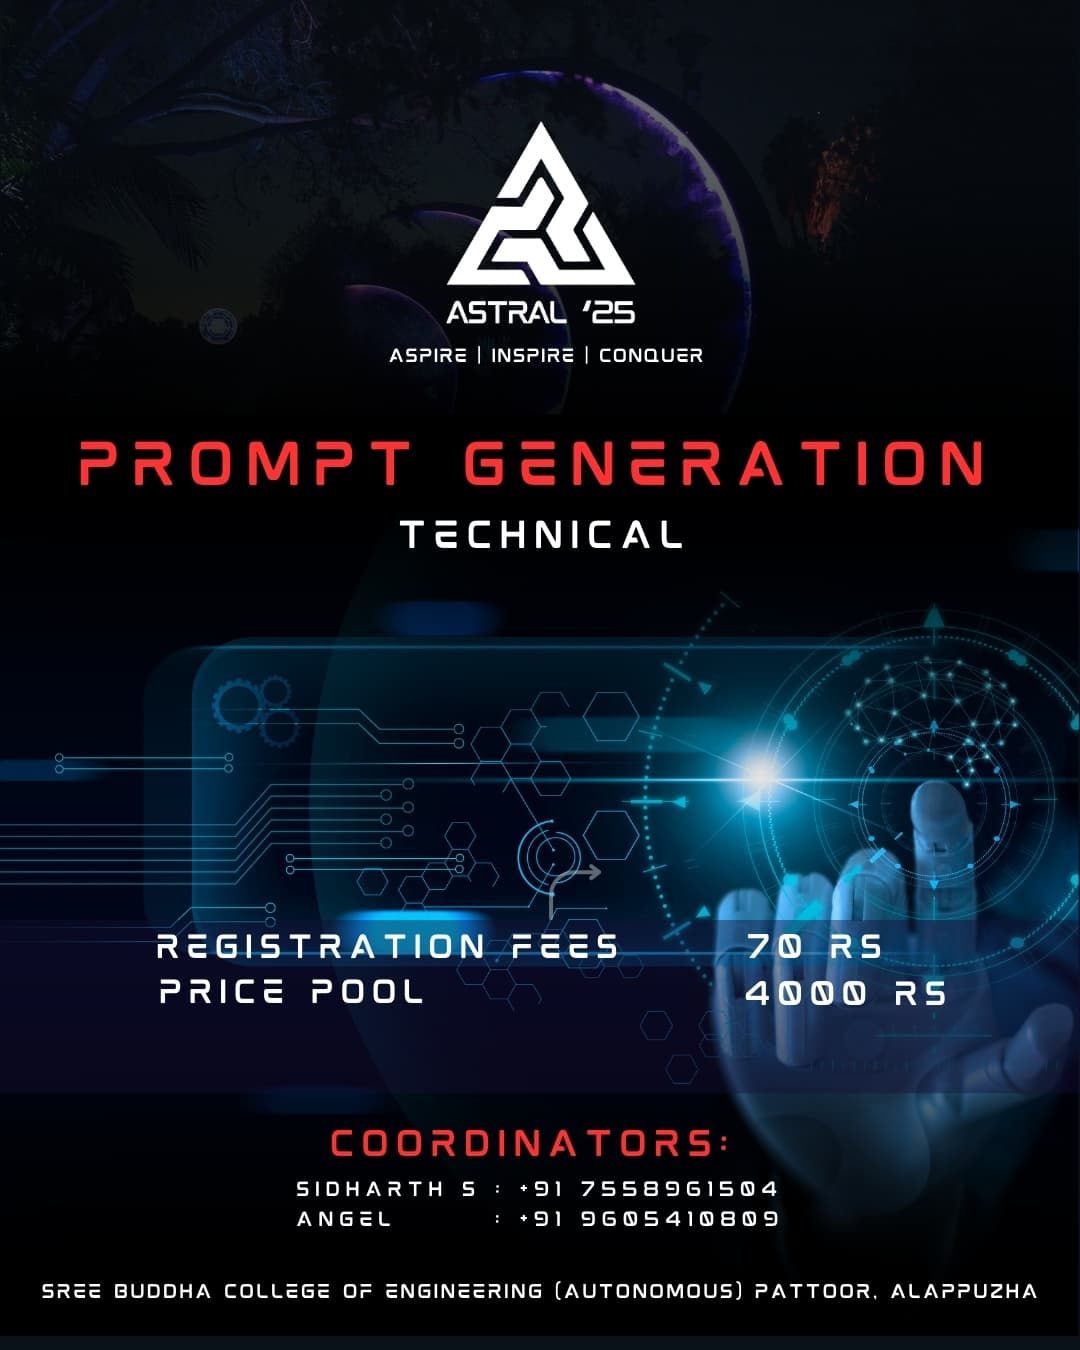 ASTRAL '25
ASPIRE | INSPIRE | CONQUER
PROMPT GENERATION
TECHNICAL
REGISTRATION FEES 70 RS
PRICE POOL 4000 RS
COORDINATORS:
SIDHARTH S : +91 7558961504
ANGEL : +91 9605410809
SREE BUDDHA COLLEGE OF ENGINEERING (AUTONOMOUS) PATTOOR, ALAPPUZHA